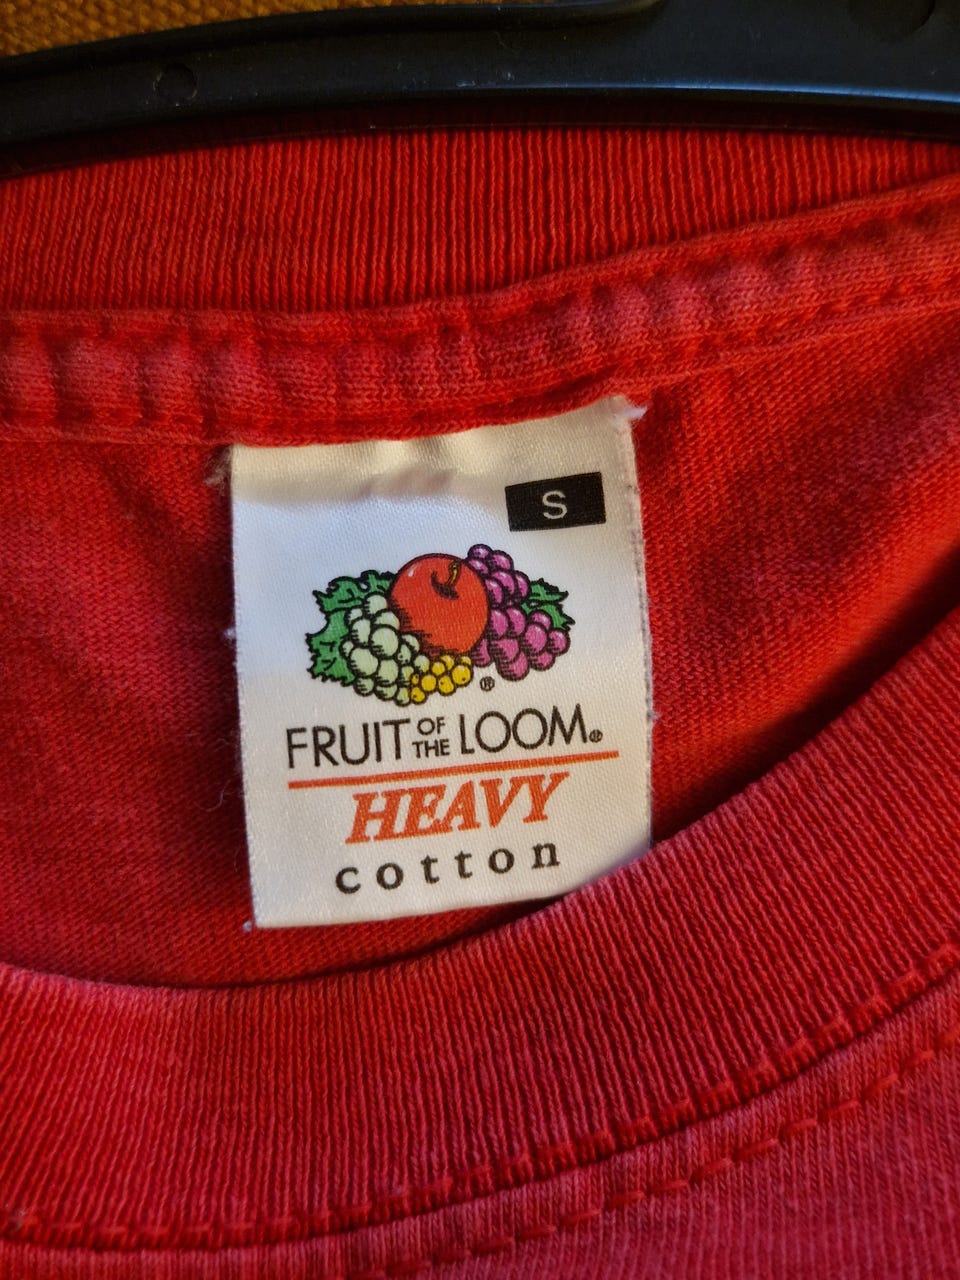 S
®
FRUIT OF THE LOOM®
HEAVY
cotton